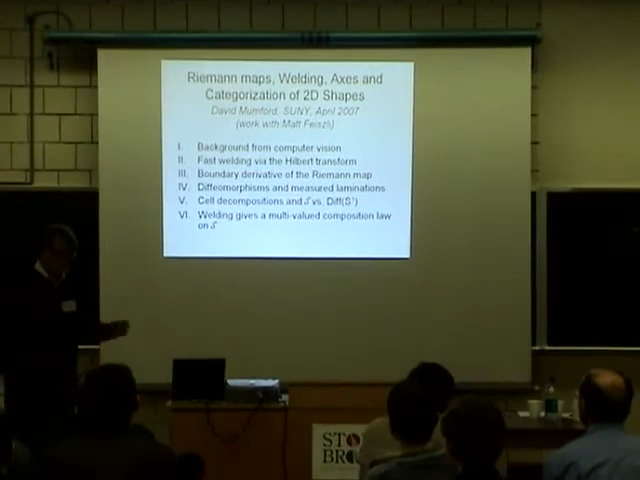 Riemann maps, Welding, Axes and
Categorization of 2D Shapes
David Mumford, SUNY, April 2007
(work with Matt Feiszli)
I. Background from computer vision
II. Fast welding via the Hilbert transform
III. Boundary derivative of the Riemann map
IV. Diffeomorphisms and measured laminations
V. Cell decompositions and 𝒮 vs. Diff(S¹)
VI. Welding gives a multi-valued composition law
on 𝒮
STO
BRO